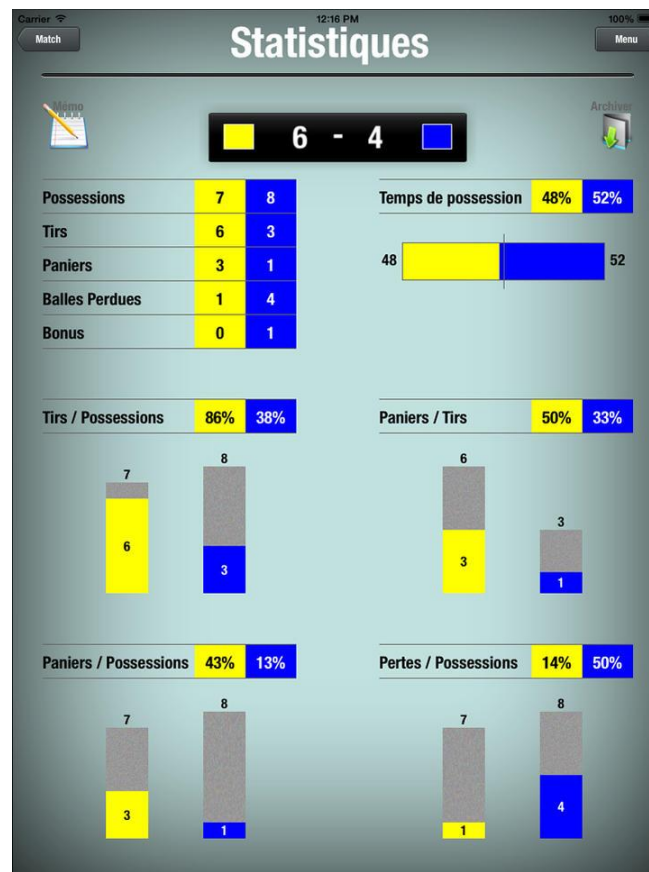 Carrier 12:16 PM 100%
Match Statistiques Menu
Mémo Archiver
6 - 4
Possessions 7 8 Temps de possession 48% 52%
Tirs 6 3
Paniers 3 1 48 52
Balles Perdues 1 4
Bonus 0 1
Tirs / Possessions 86% 38% Paniers / Tirs 50% 33%
7 8 6
3
6 3 3 1
Paniers / Possessions 43% 13% Pertes / Possessions 14% 50%
7 8 7 8
3 1 1 4